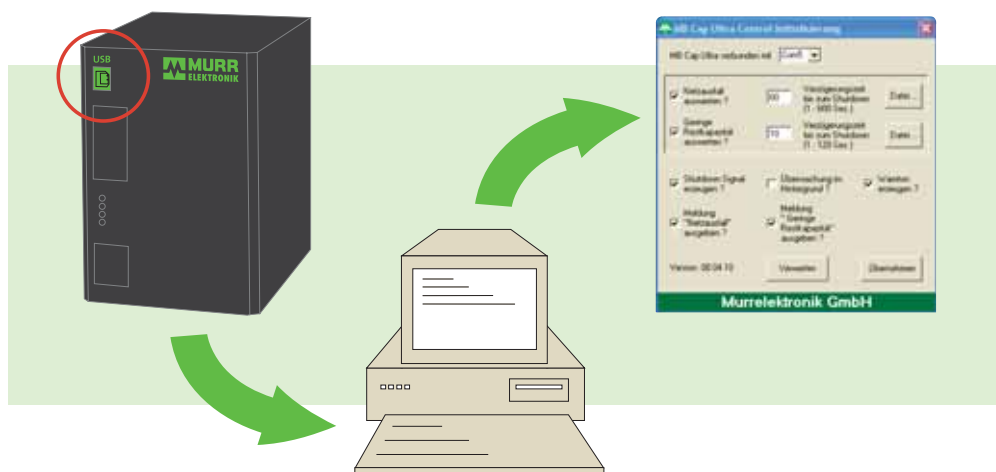 USB
MURR
ELEKTRONIK
MB Cap Ultra Control Initialisierung
MB Cap Ultra verbunden mit
Netzausfall
auswerten ?
Verzögerungszeit
bis zum Shutdown
(1 - 600 Sec.)
Datei...
Geringe
Restkapazität
auswerten ?
10
Verzögerungszeit
bis zum Shutdown
(1 - 120 Sec.)
Datei...
Shutdown Signal
erzeugen ?
Überwachung im
Hintergrund ?
Warnton
erzeugen ?
Meldung
"Netzausfall"
ausgeben ?
Meldung
"Geringe
Restkapazität"
ausgeben ?
Version: 00.04.10
Verwerfen
Übernehmen
Murrelektronik GmbH